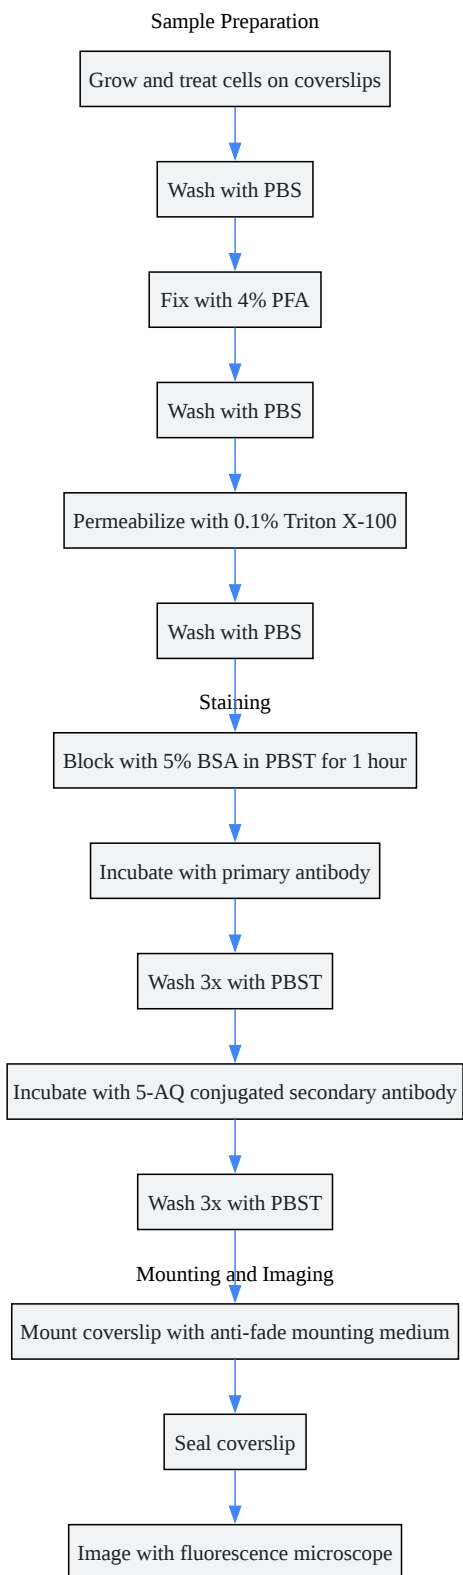 Sample Preparation
Grow and treat cells on coverslips
Wash with PBS
Fix with 4% PFA
Wash with PBS
Permeabilize with 0.1% Triton X-100
Wash with PBS
Staining
Block with 5% BSA in PBST for 1 hour
Incubate with primary antibody
Wash 3x with PBST
Incubate with 5-AQ conjugated secondary antibody
Wash 3x with PBST
Mounting and Imaging
Mount coverslip with anti-fade mounting medium
Seal coverslip
Image with fluorescence microscope